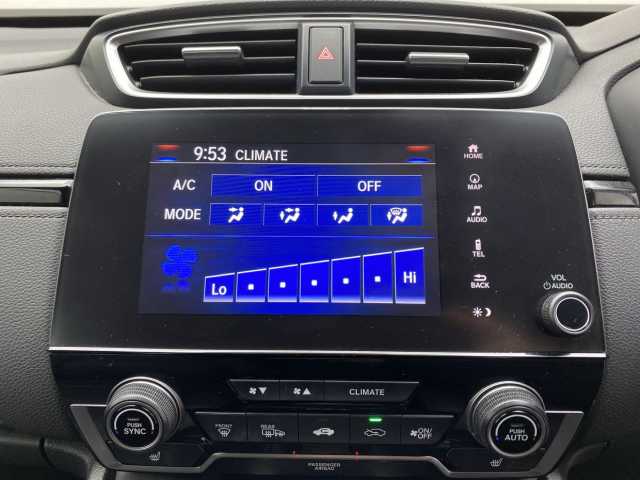 9:53 CLIMATE
A/C ON OFF
MODE
Lo Hi
HOME
MAP
AUDIO
TEL
BACK
VOL
AUDIO
CLIMATE
PUSH
SYNC
FRONT
REAR
ON/
OFF
PUSH
AUTO
PASSENGER
AIRBAG